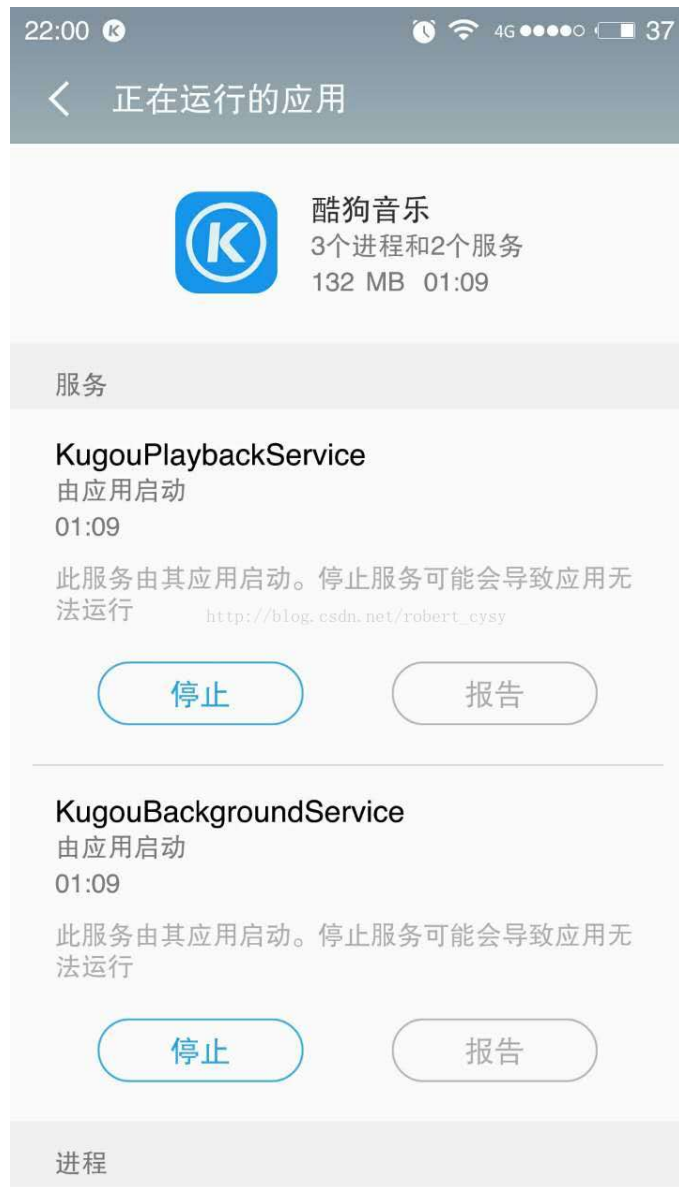 22:00 K 4G 37
正在运行的应用
K
酷狗音乐
3个进程和2个服务
132 MB 01:09
服务
KugouPlaybackService
由应用启动
01:09
此服务由其应用启动。停止服务可能会导致应用无
法运行
http://blog.csdn.net/robert_cysy
停止 报告
KugouBackgroundService
由应用启动
01:09
此服务由其应用启动。停止服务可能会导致应用无
法运行
停止 报告
进程